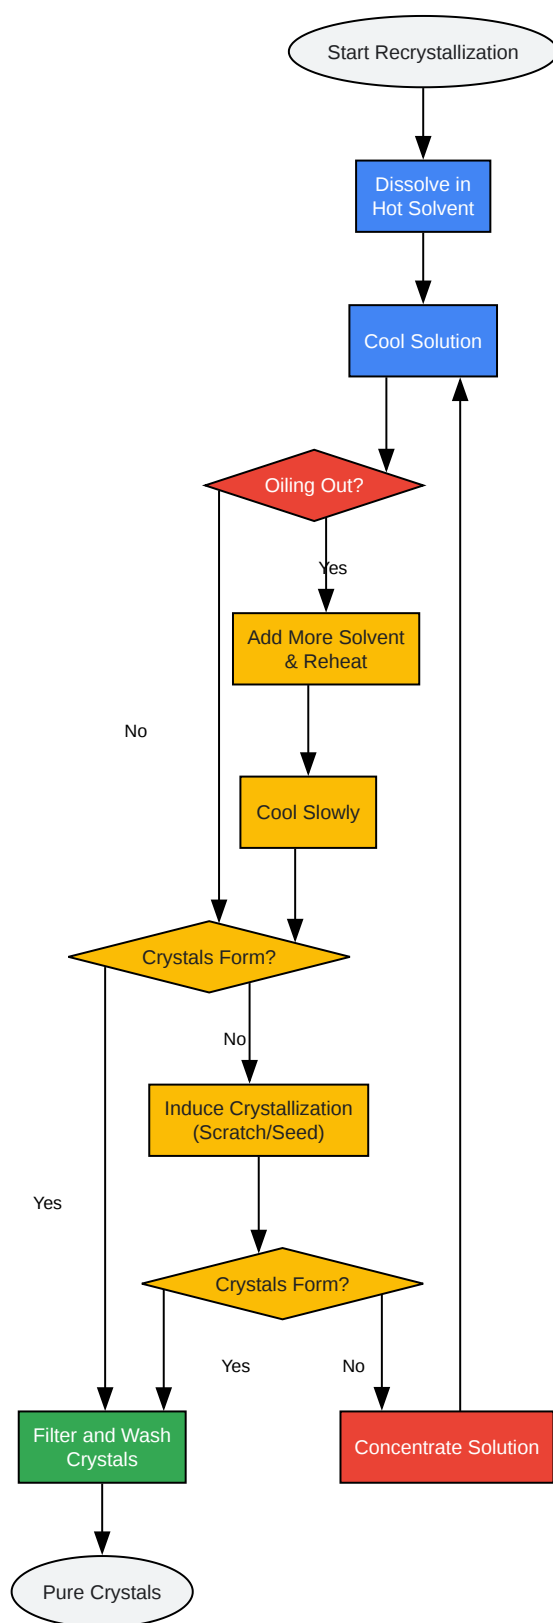 Start Recrystallization
Dissolve in
Hot Solvent
Cool Solution
Oiling Out?
Yes
Add More Solvent
& Reheat
No
Cool Slowly
Crystals Form?
No
Induce Crystallization
(Scratch/Seed)
Yes
Crystals Form?
Yes
No
Filter and Wash
Crystals
Concentrate Solution
Pure Crystals